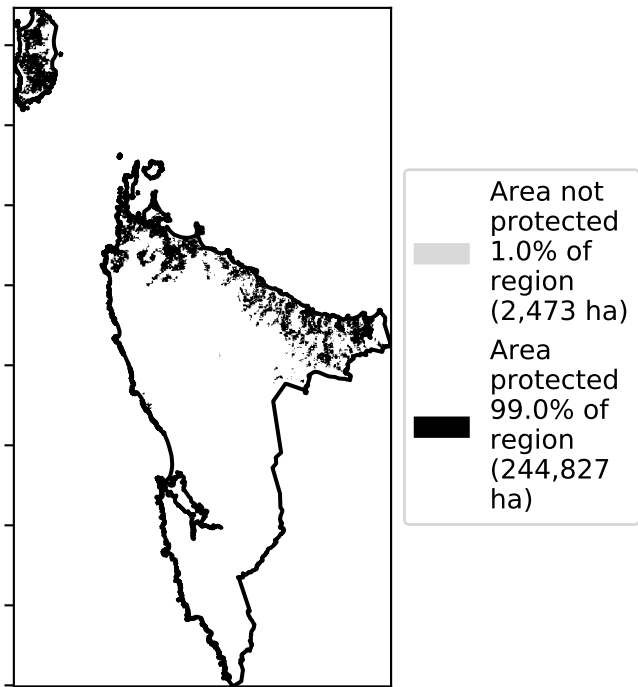 Area not
protected
1.0% of
region
(2,473 ha)
Area
protected
99.0% of
region
(244,827
ha)